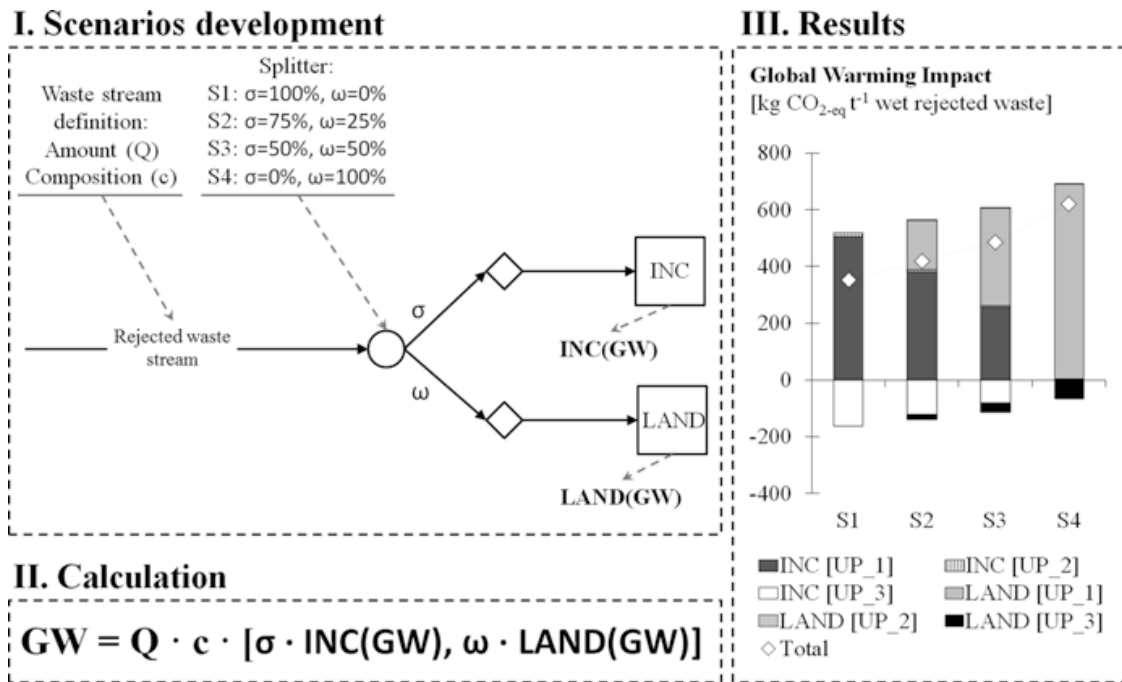 I. Scenarios development
Waste stream
definition:
Amount (Q)
Composition (c)
Splitter:
S1: σ=100%, ω=0%
S2: σ=75%, ω=25%
S3: σ=50%, ω=50%
S4: σ=0%, ω=100%
Rejected waste
stream
σ
ω
INC
INC(GW)
LAND
LAND(GW)
II. Calculation
GW = Q · c · [σ · INC(GW), ω · LAND(GW)]
III. Results
Global Warming Impact
[kg CO2-eq t-1 wet rejected waste]
800
600
400
200
0
-200
-400
S1 S2 S3 S4
INC [UP_1] INC [UP_2]
INC [UP_3] LAND [UP_1]
LAND [UP_2] LAND [UP_3]
Total